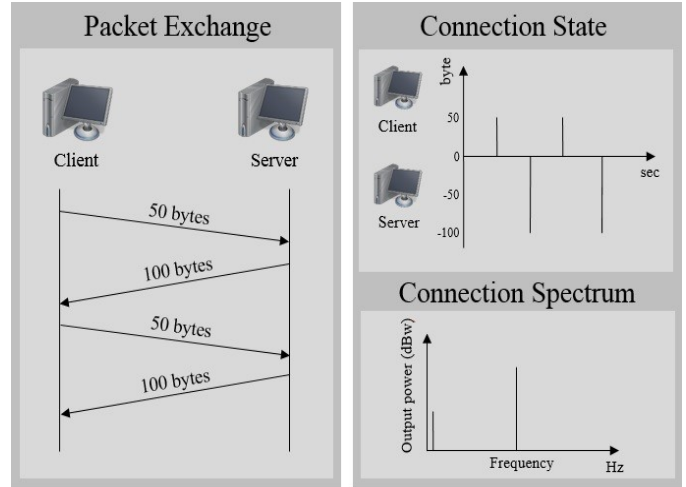 Packet Exchange
Client
Server
50 bytes
100 bytes
50 bytes
100 bytes
Connection State
byte
Client
Server
50
0
-50
-100
sec
Connection Spectrum
Output power (dBw)
Frequency
Hz